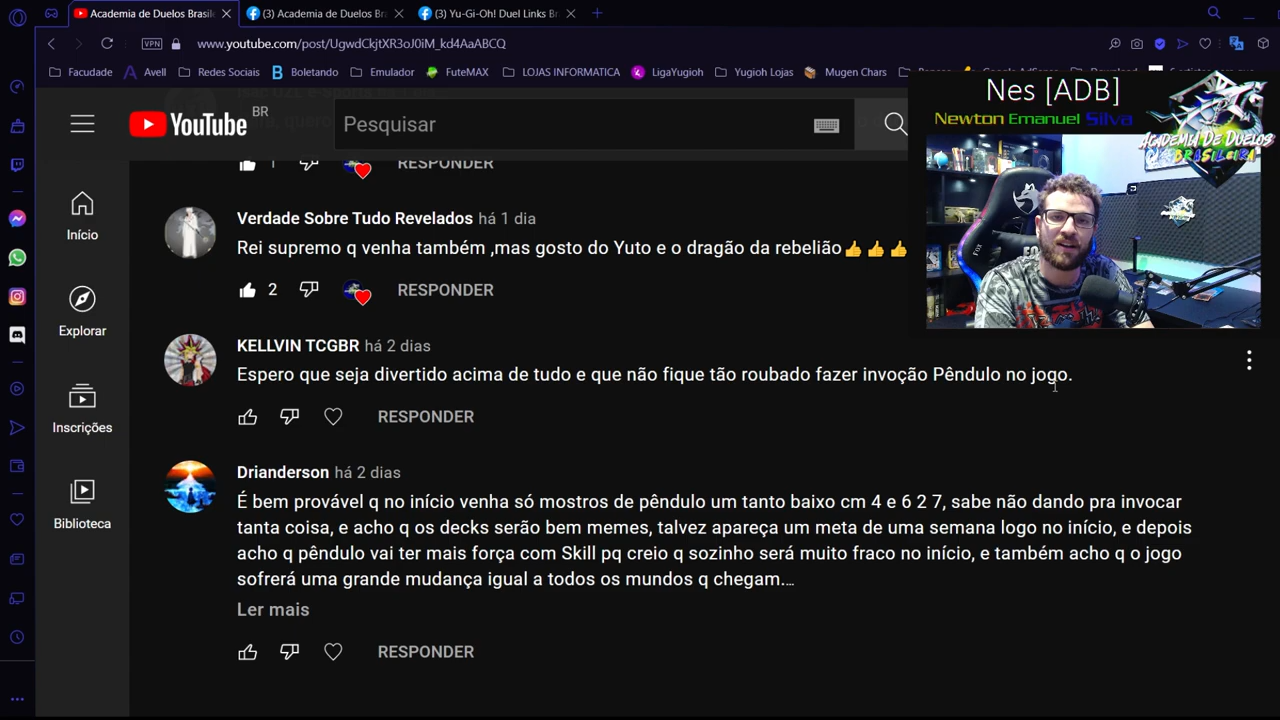 Academia de Duelos Brasile
(3) Academia de Duelos Bra
(3) Yu-Gi-Oh! Duel Links Br
VPN
www.youtube.com/post/UgwdCkjtXR3oJ0iM_kd4AaABCQ
Facudade
Avell
Redes Sociais
Boletando
Emulador
FuteMAX
LOJAS INFORMATICA
LigaYugioh
Yugioh Lojas
Mugen Chars
Nes [ADB]
Newton Emanuel Silva
ACADEMIA DE DUELOS
BRASILEIRA
YouTube
BR
Pesquisar
1
RESPONDER
Início
Explorar
Inscrições
Biblioteca
Verdade Sobre Tudo Revelados há 1 dia
Rei supremo q venha também ,mas gosto do Yuto e o dragão da rebelião👍👍👍
2
RESPONDER
KELLVIN TCGBR há 2 dias
Espero que seja divertido acima de tudo e que não fique tão roubado fazer invoção Pêndulo no jogo.
RESPONDER
Drianderson há 2 dias
É bem provável q no início venha só mostros de pêndulo um tanto baixo cm 4 e 6 2 7, sabe não dando pra invocar
tanta coisa, e acho q os decks serão bem memes, talvez apareça um meta de uma semana logo no início, e depois
acho q pêndulo vai ter mais força com Skill pq creio q sozinho será muito fraco no início, e também acho q o jogo
sofrerá uma grande mudança igual a todos os mundos q chegam....
Ler mais
RESPONDER
FOX